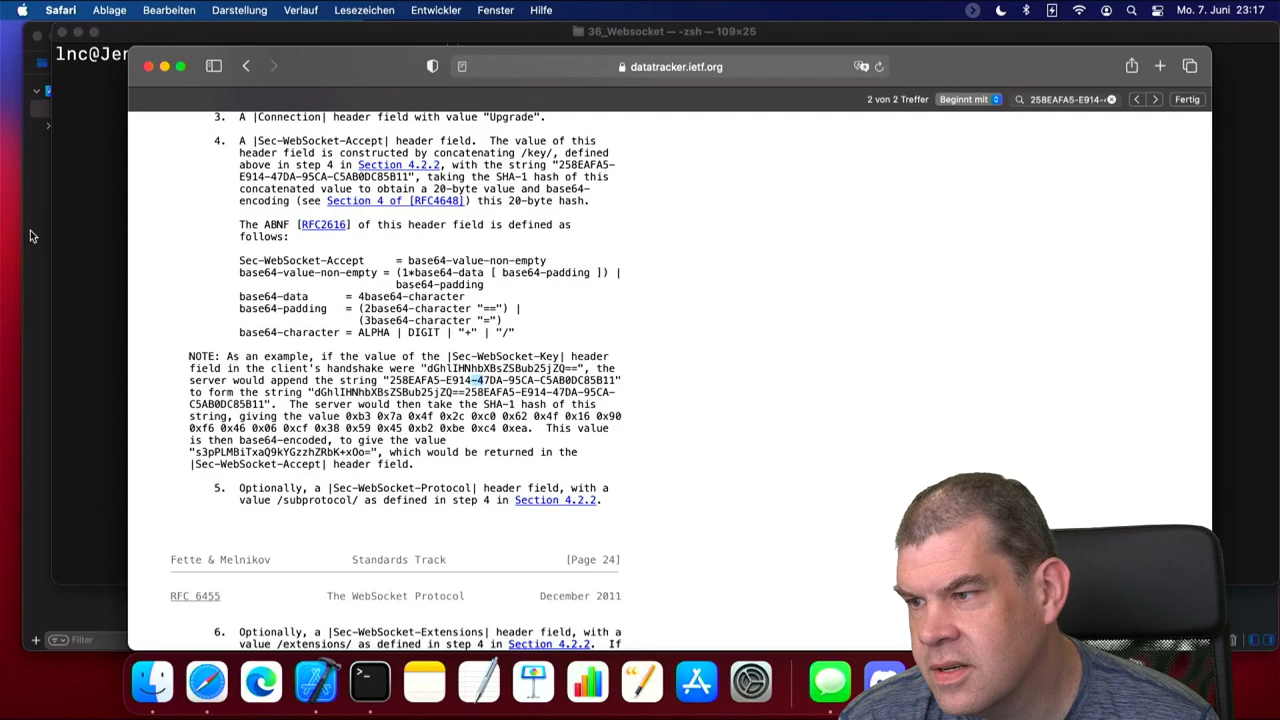 Safari Ablage Bearbeiten Darstellung Verlauf Lesezeichen Entwickler Fenster Hilfe Mo. 7. Juni 23:17
36_Websocket — -zsh — 109×25
lnc@Jer
datatracker.ietf.org
2 von 2 Treffer Beginnt mit 258EAFA5-E914-4 Fertig
3. A |Connection| header field with value "Upgrade".
4. A |Sec-WebSocket-Accept| header field. The value of this
header field is constructed by concatenating /key/, defined
above in step 4 in Section 4.2.2, with the string "258EAFA5-
E914-47DA-95CA-C5AB0DC85B11", taking the SHA-1 hash of this
concatenated value to obtain a 20-byte value and base64-
encoding (see Section 4 of [RFC4648]) this 20-byte hash.
The ABNF [RFC2616] of this header field is defined as
follows:
Sec-WebSocket-Accept = base64-value-non-empty
base64-value-non-empty = (1*base64-data [ base64-padding ]) |
base64-padding
base64-data = 4base64-character
base64-padding = (2base64-character "==") |
(3base64-character "=")
base64-character = ALPHA | DIGIT | "+" | "/"
NOTE: As an example, if the value of the |Sec-WebSocket-Key| header
field in the client's handshake were "dGhlIHNhbXBsZSBub25jZQ==", the
server would append the string "258EAFA5-E914-47DA-95CA-C5AB0DC85B11"
to form the string "dGhlIHNhbXBsZSBub25jZQ==258EAFA5-E914-47DA-95CA-
C5AB0DC85B11". The server would then take the SHA-1 hash of this
string, giving the value 0xb3 0x7a 0x4f 0x2c 0xc0 0x62 0x4f 0x16 0x90
0xf6 0x46 0x06 0xcf 0x38 0x59 0x45 0xb2 0xbe 0xc4 0xea. This value
is then base64-encoded, to give the value
"s3pPLMBiTxaQ9kYGzzhZRbK+xOo=", which would be returned in the
|Sec-WebSocket-Accept| header field.
5. Optionally, a |Sec-WebSocket-Protocol| header field, with a
value /subprotocol/ as defined in step 4 in Section 4.2.2.
Fette & Melnikov Standards Track [Page 24]
RFC 6455 The WebSocket Protocol December 2011
6. Optionally, a |Sec-WebSocket-Extensions| header field, with a
value /extensions/ as defined in step 4 in Section 4.2.2. If
Filter